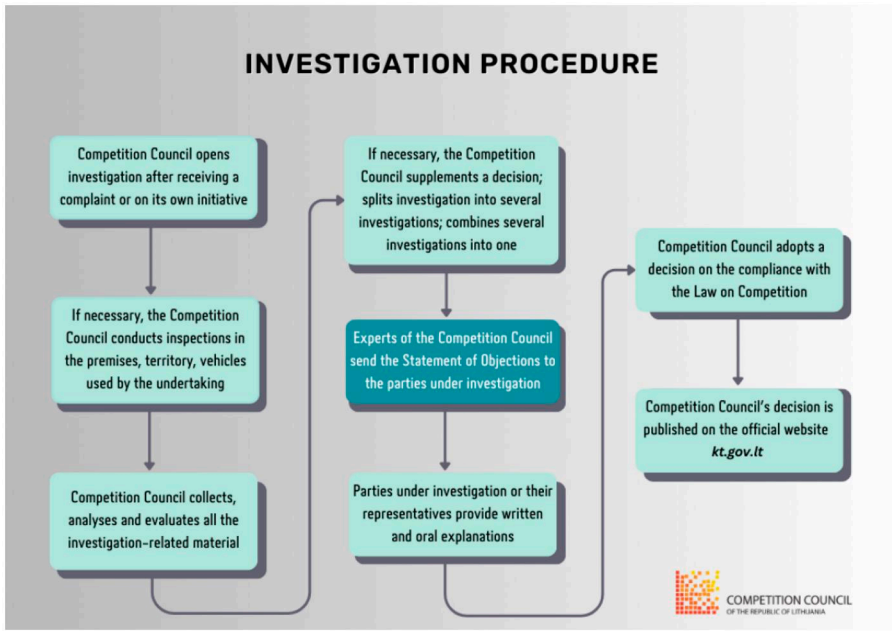 INVESTIGATION PROCEDURE
Competition Council opens
investigation after receiving a
complaint or on its own initiative
If necessary, the Competition
Council conducts inspections in
the premises, territory, vehicles
used by the undertaking
Competition Council collects,
analyses and evaluates all the
investigation-related material
If necessary, the Competition
Council supplements a decision;
splits investigation into several
investigations; combines several
investigations into one
Experts of the Competition Council
send the Statement of Objections to
the parties under investigation
Parties under investigation or their
representatives provide written
and oral explanations
Competition Council adopts a
decision on the compliance with
the Law on Competition
Competition Council's decision is
published on the official website
kt.gov.lt
COMPETITION COUNCIL
OF THE REPUBLIC OF LITHUANIA